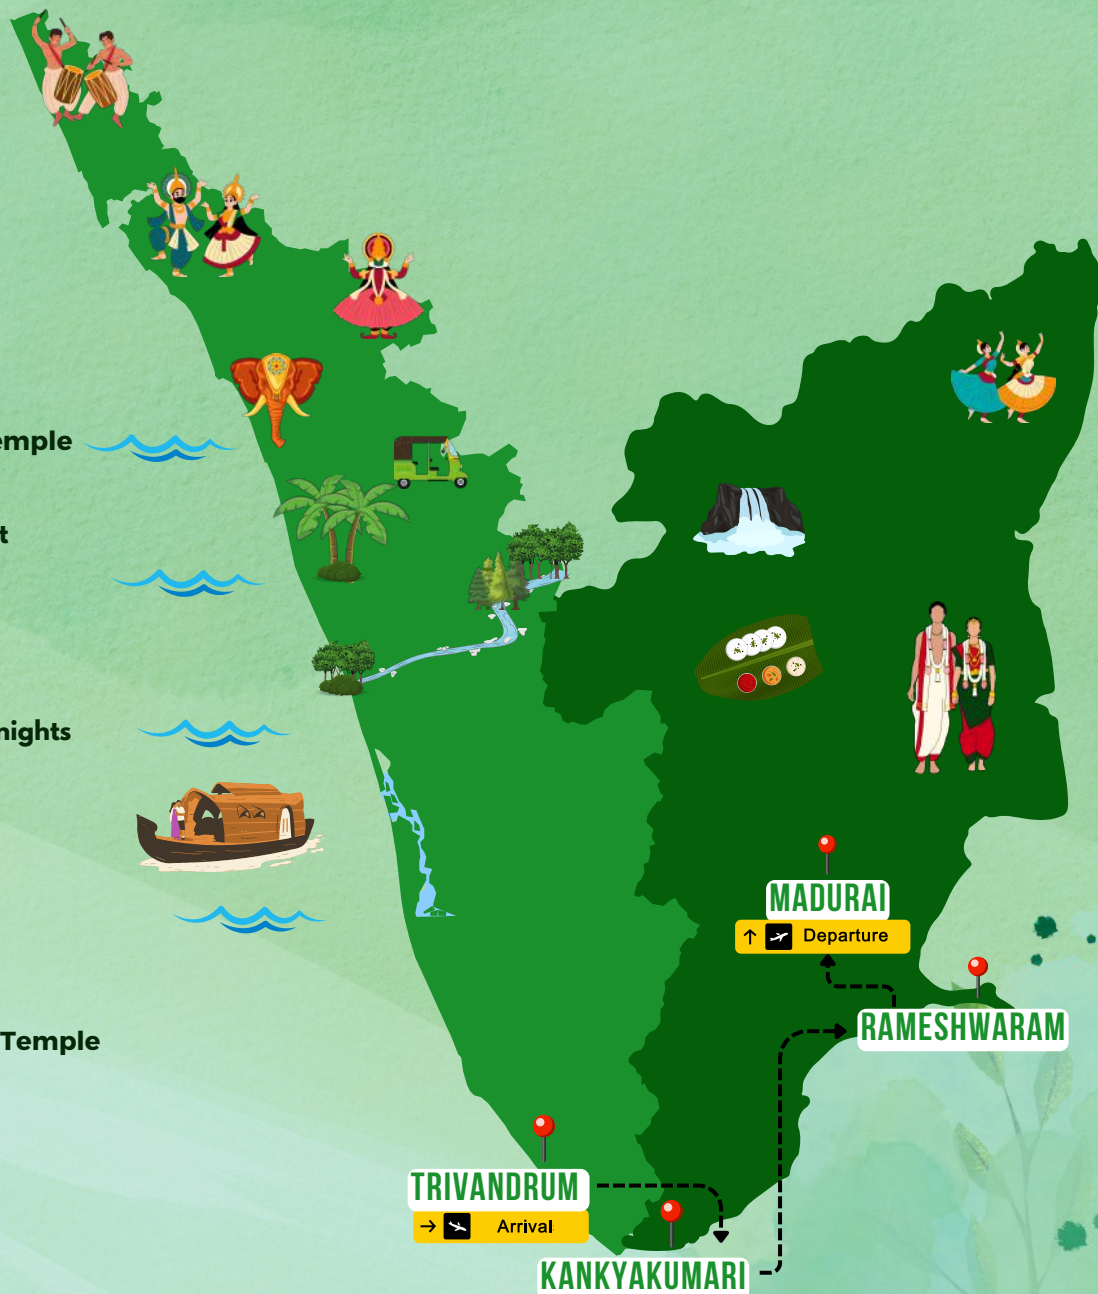 emple
t
nights
MADURAI
Departure
RAMESHWARAM
Temple
TRIVANDRUM
Arrival
KANKYAKUMARI